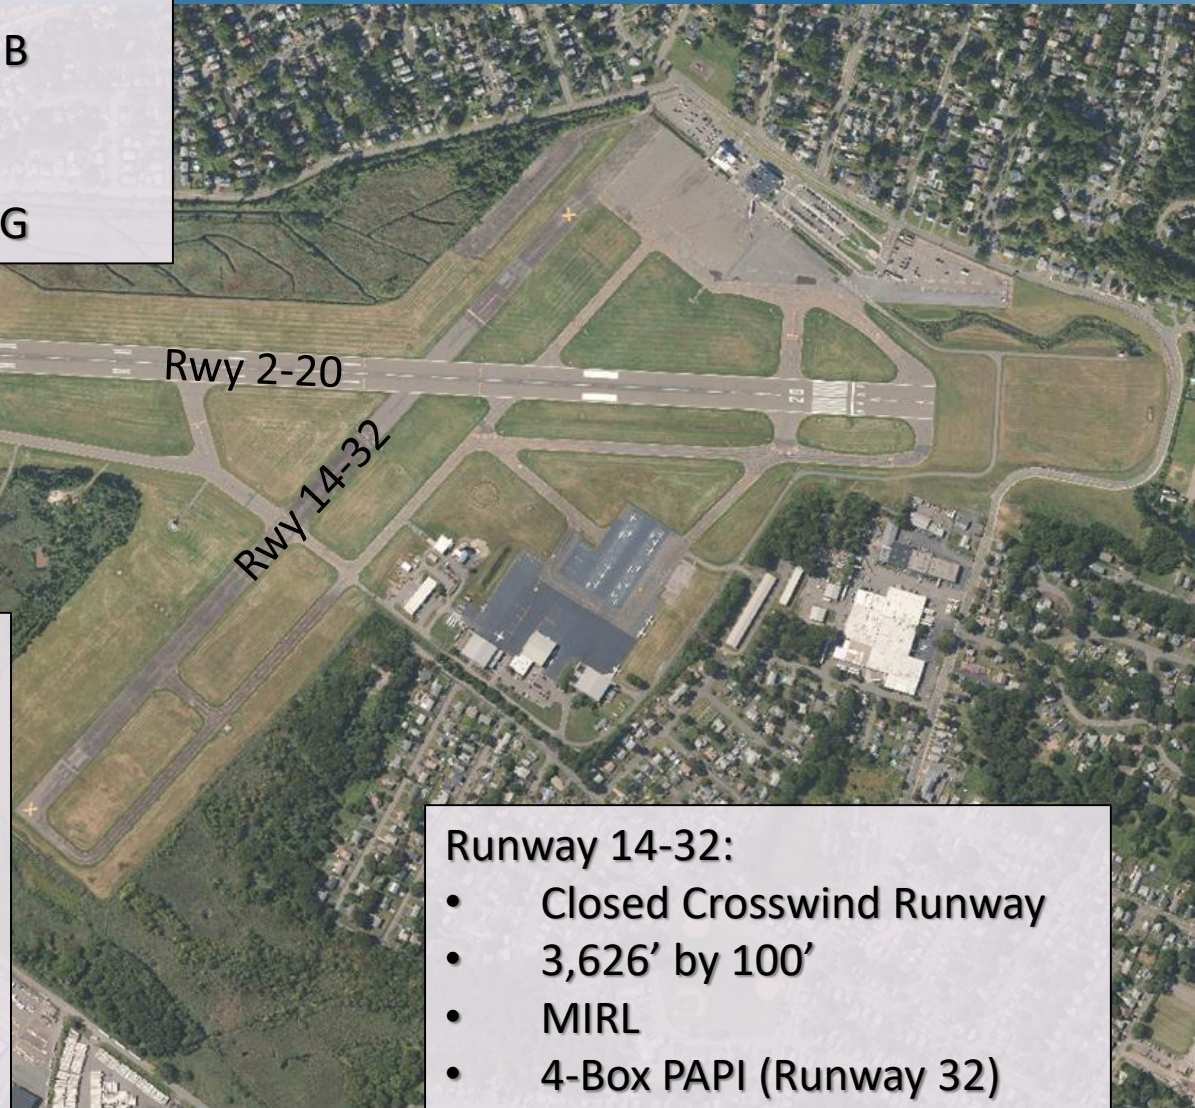 B
G
Rwy 2-20
20
Rwy 14-32
Runway 14-32:
• Closed Crosswind Runway
• 3,626’ by 100’
• MIRL
• 4-Box PAPI (Runway 32)